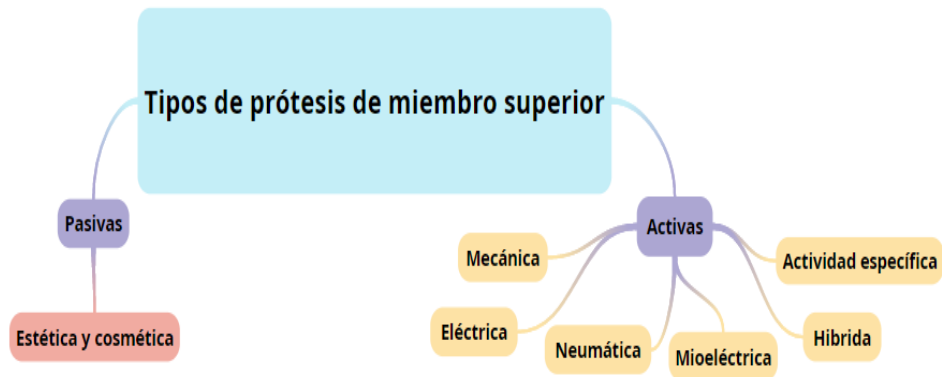 Tipos de prótesis de miembro superior
Pasivas
Activas
Mecánica
Actividad específica
Estética y cosmética
Eléctrica
Neumática
Mioeléctrica
Hibrida